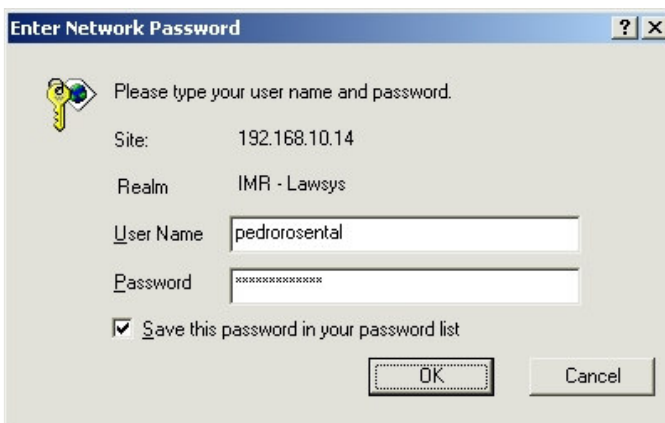 Enter Network Password
Please type your user name and password.
Site: 192.168.10.14
Realm IMR - Lawsys
User Name pedrorosental
Password *************
Save this password in your password list
OK Cancel